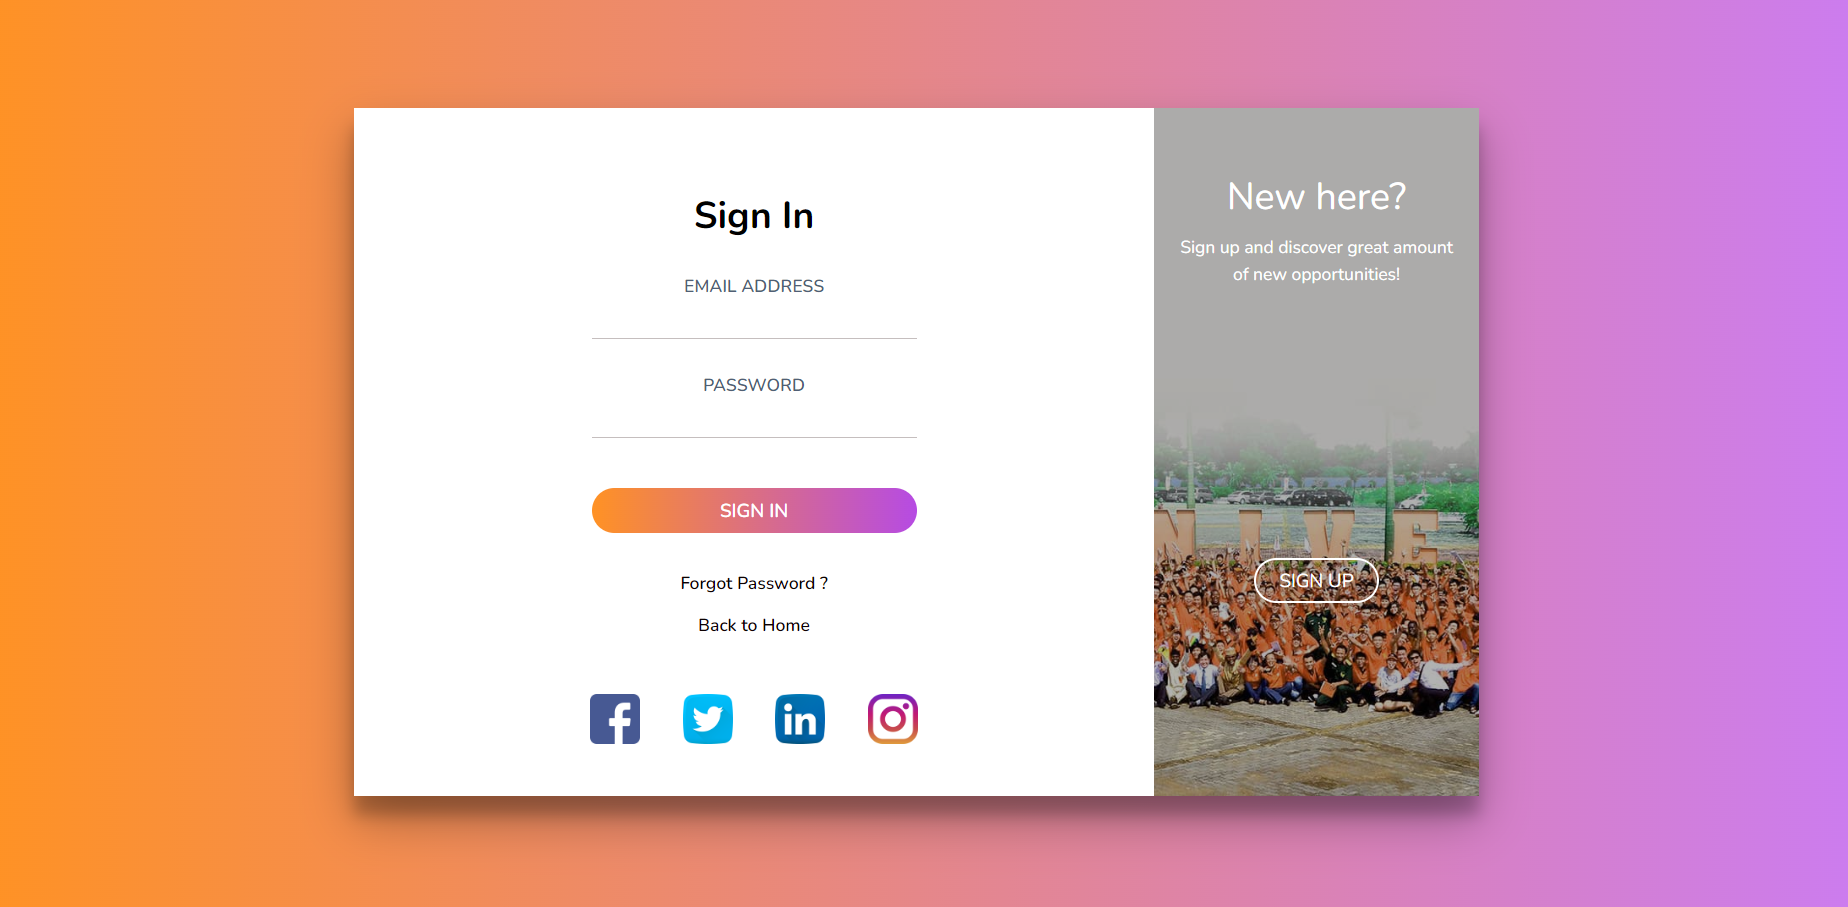 Sign In
EMAIL ADDRESS
PASSWORD
SIGN IN
Forgot Password ?
Back to Home
New here?
Sign up and discover great amount
of new opportunities!
NIVE
SIGN UP